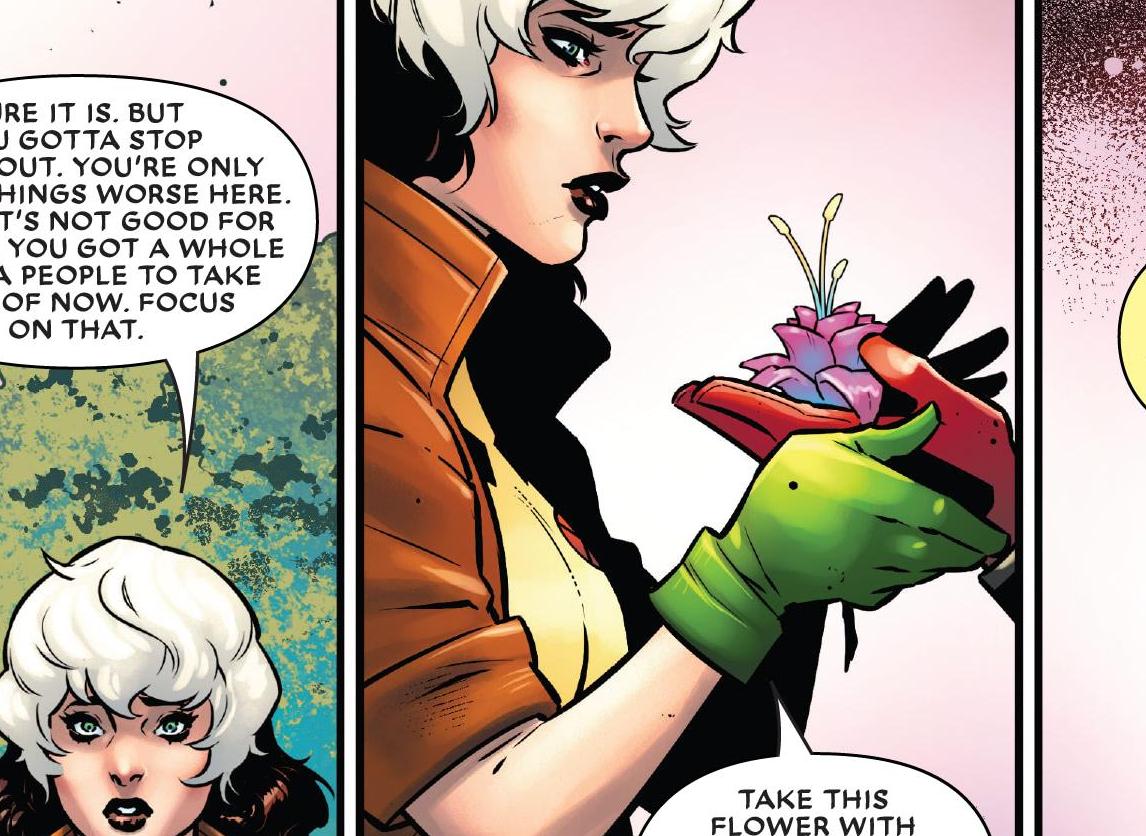 URE IT IS. BUT
U GOTTA STOP
OUT. YOU'RE ONLY
HINGS WORSE HERE.
T'S NOT GOOD FOR
YOU GOT A WHOLE
A PEOPLE TO TAKE
OF NOW. FOCUS
ON THAT.
TAKE THIS
FLOWER WITH